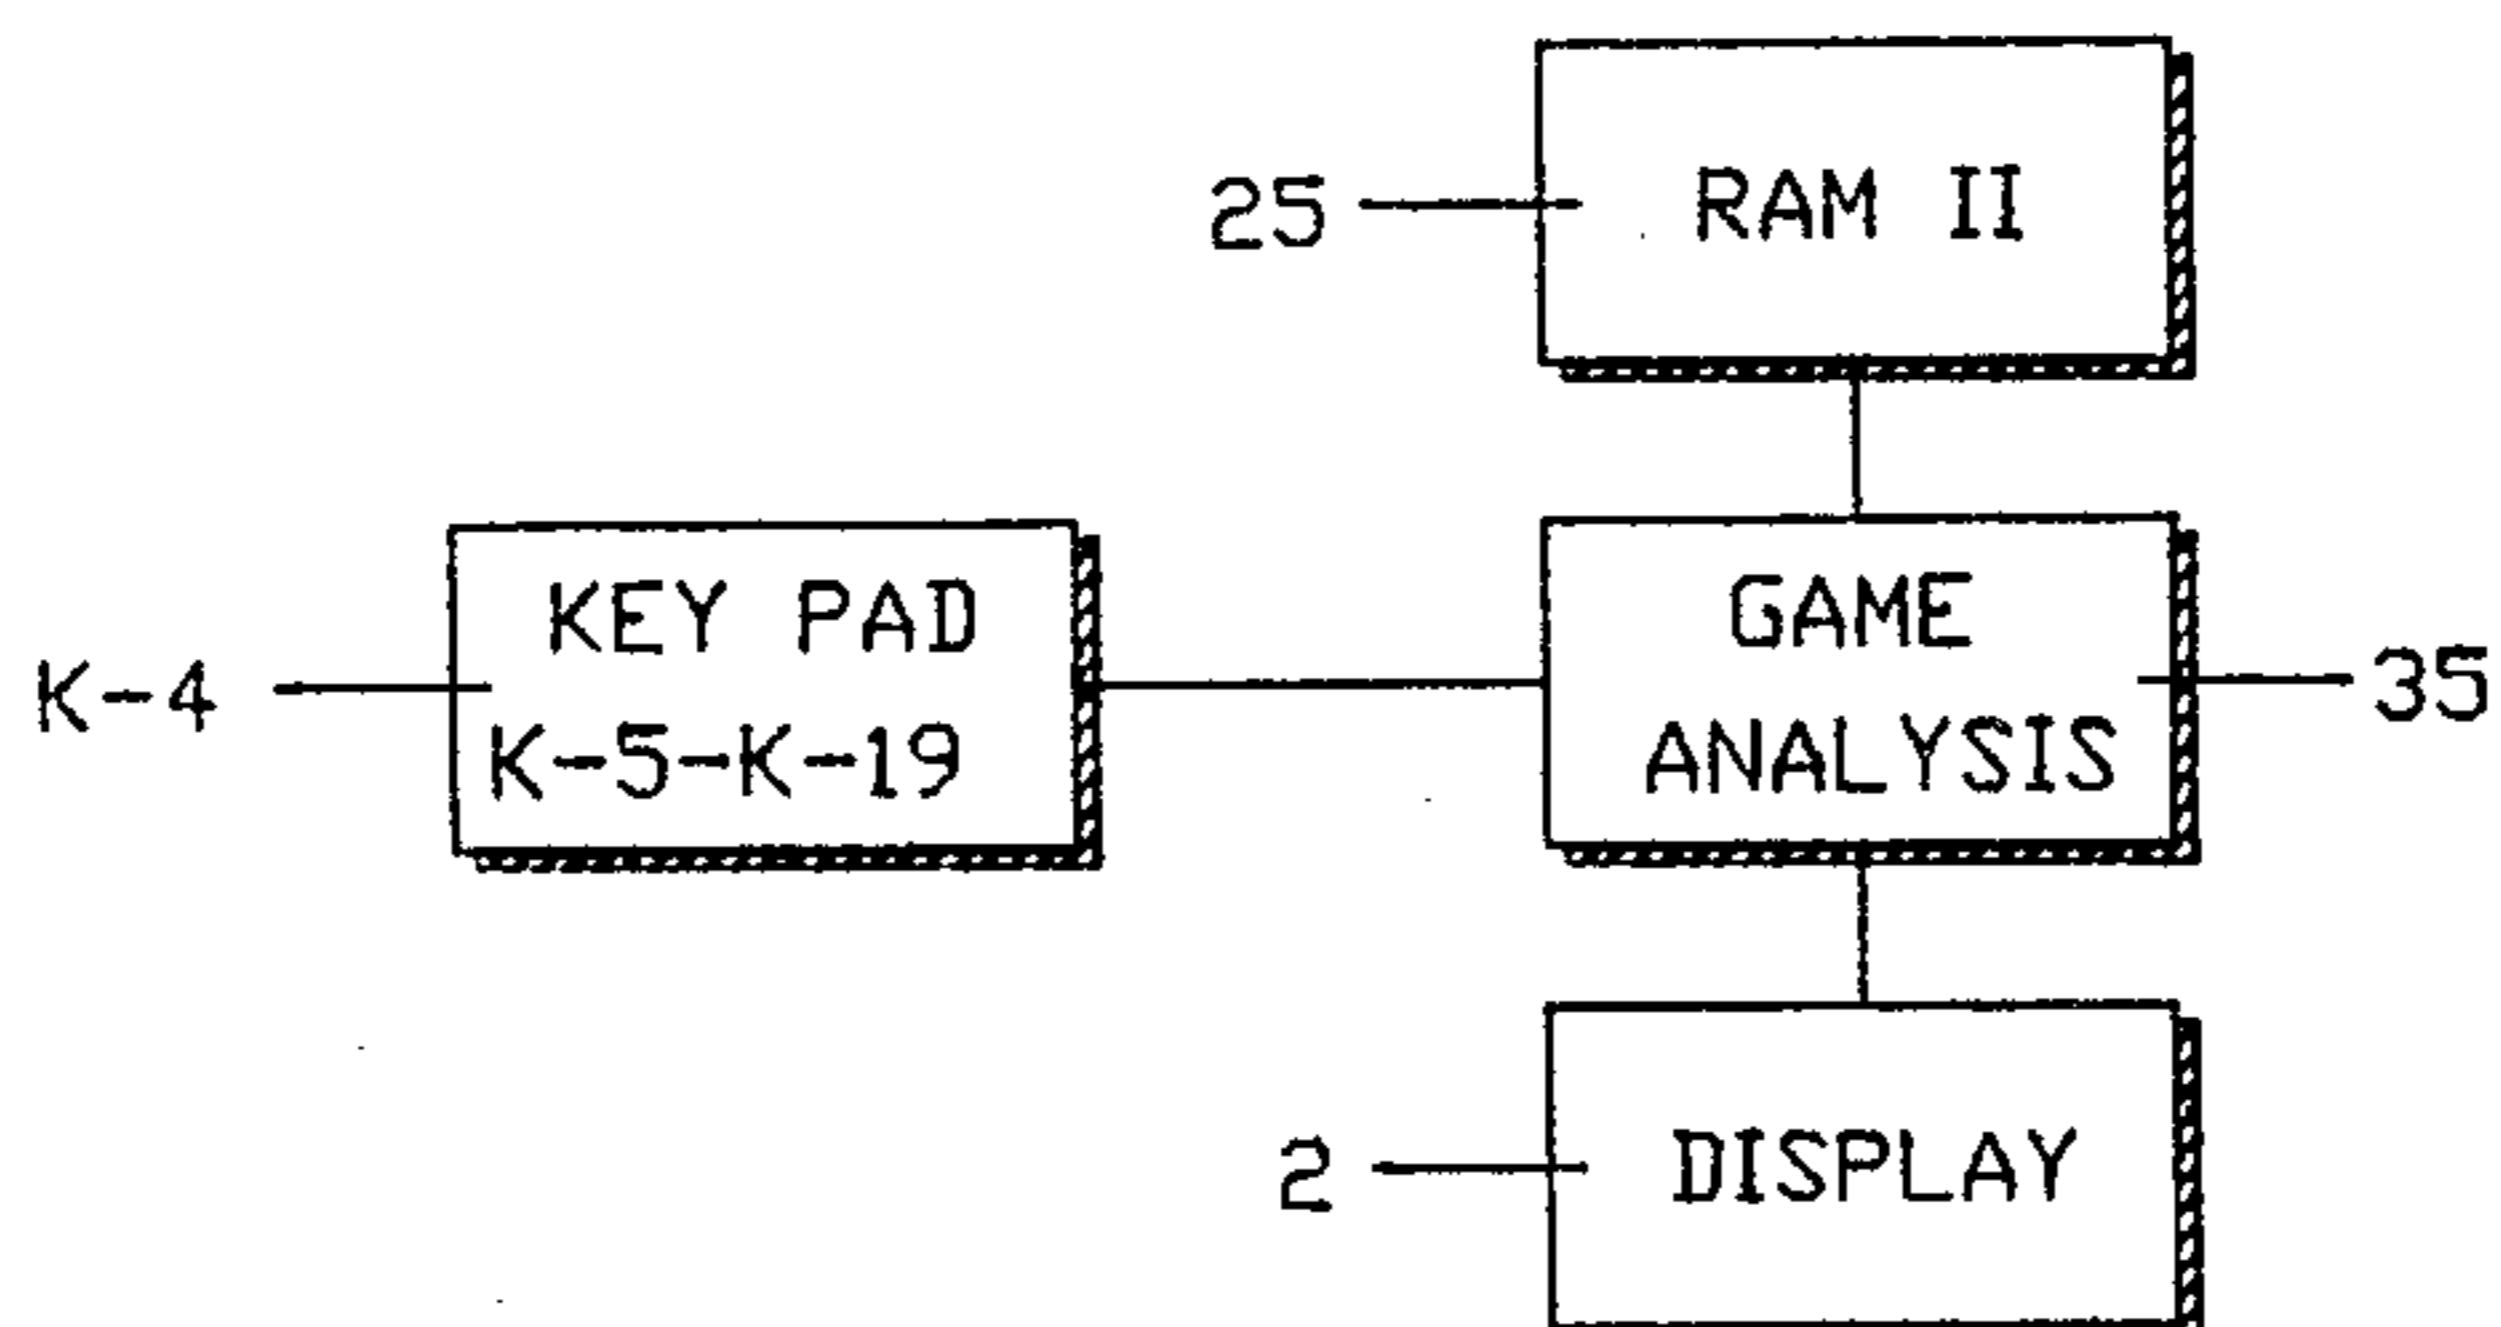 25
RAM II
KEY PAD
K-5-K-19
K-4
GAME
ANALYSIS
35
2
DISPLAY